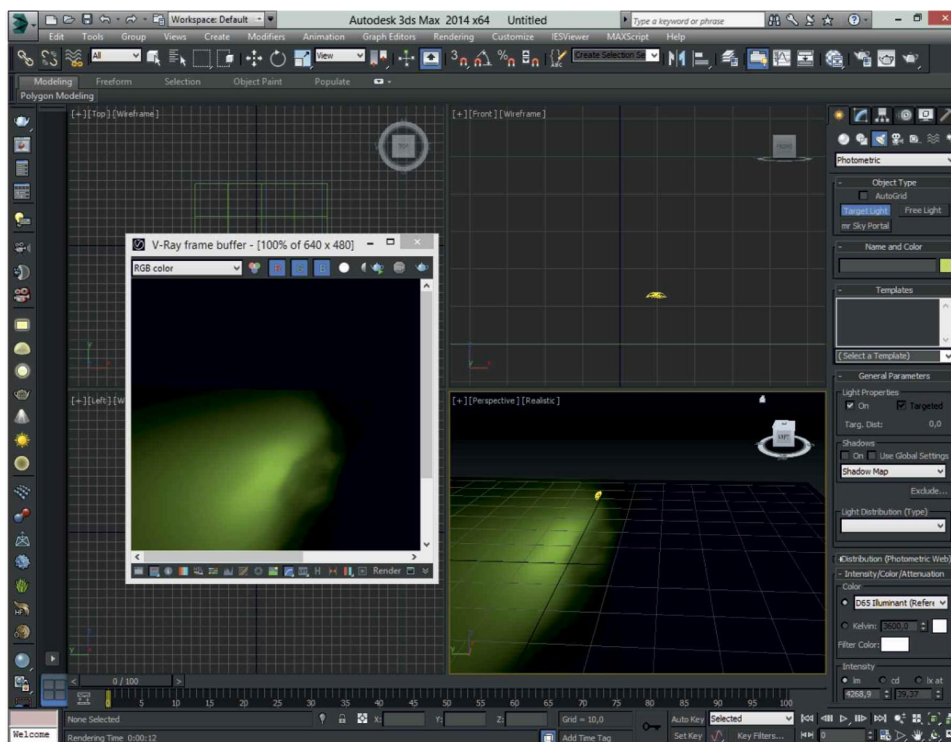 Workspace: Default
Autodesk 3ds Max 2014 x64 Untitled
Type a keyword or phrase
Edit Tools Group Views Create Modifiers Animation Graph Editors Rendering Customize IESViewer MAXScript Help
All
View
Create Selection Se
Modeling Freeform Selection Object Paint Populate
Polygon Modeling
[+][Top][Wireframe]
[+][Front][Wireframe]
TOP
FRONT
Photometric
- Object Type
AutoGrid
Target Light Free Light
mr Sky Portal
- Name and Color
- Templates
(Select a Template)
- General Parameters
Light Properties
On Targeted
Targ. Dist: 0,0
Shadows
On Use Global Settings
Shadow Map
Exclude...
Light Distribution (Type)
Distribution (Photometric Web)
- Intensity/Color/Attenuation
Color
D65 Illuminant (Refere
Kelvin: 3600,0
Filter Color:
Intensity
lm cd lx at
4268,9 39,37
V-Ray frame buffer - [100% of 640 x 480]
RGB color
H
Render
[+][Left][W
[+][Perspective][Realistic]
LEFT
0 / 100
0 5 10 15 20 25 30 35 40 45 50 55 60 65 70 75 80 85 90 95 100
None Selected X: Y: Z: Grid = 10,0 Auto Key Selected
Welcome Rendering Time 0:00:12 Add Time Tag Set Key Key Filters... 0